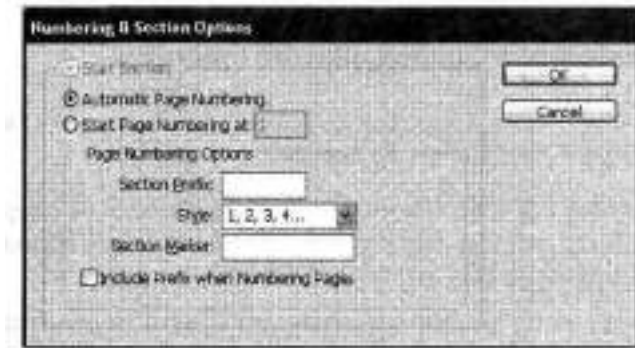 Numbering & Section Options
Start Section
OK
Automatic Page Numbering
Cancel
Start Page Numbering at:
Page Numbering Options
Section Prefix:
Style: 1, 2, 3, 4...
Section Marker:
Include Prefix when Numbering Pages